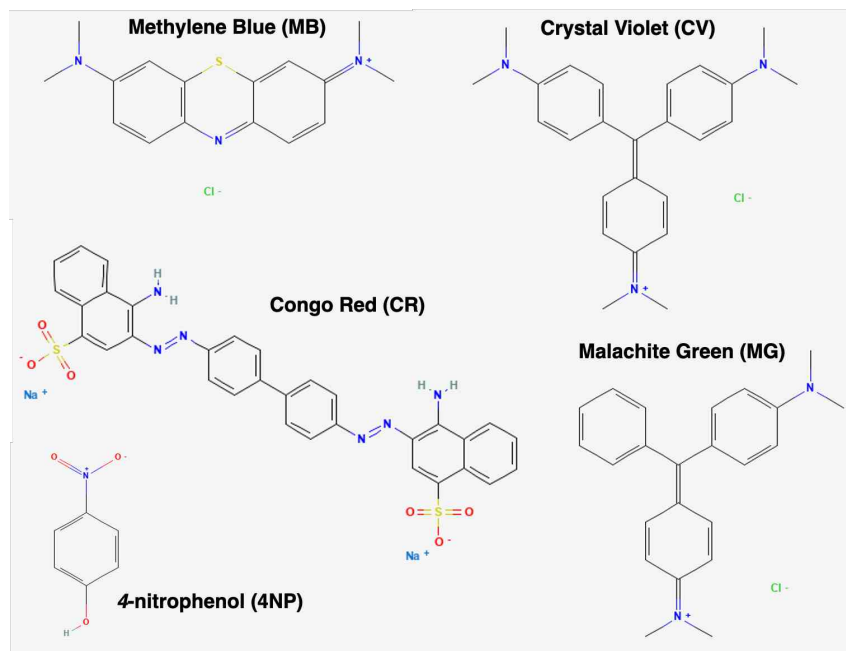 Methylene Blue (MB)
Crystal Violet (CV)
N
S
N+
N
N
N
Cl -
Cl -
N+
H
N
H
Congo Red (CR)
O
N
N
S
-O
O
Na +
Malachite Green (MG)
H
H
N
N
N
N
O
O-
N+
O
S
O
O-
Na +
Cl -
4-nitrophenol (4NP)
O
H
N+